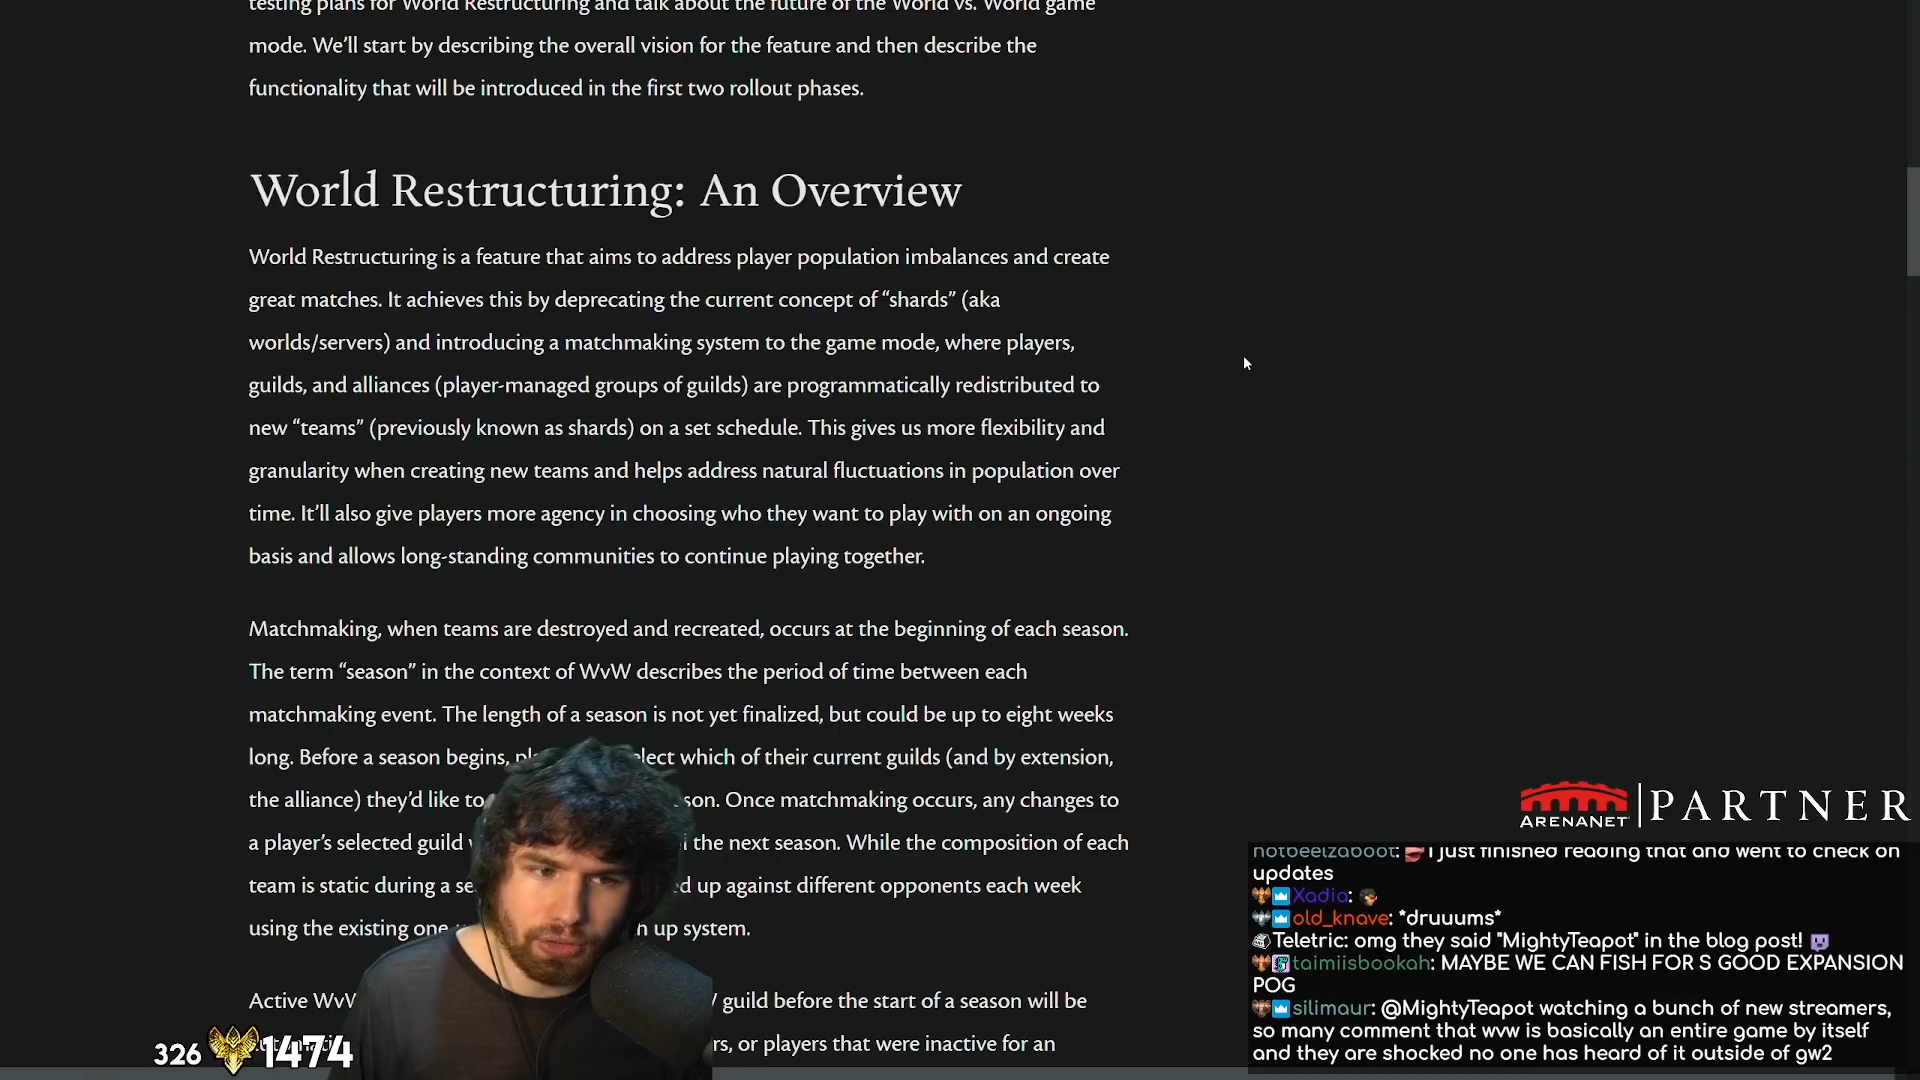 testing plans for World Restructuring and talk about the future of the World vs. World game
mode. We’ll start by describing the overall vision for the feature and then describe the
functionality that will be introduced in the first two rollout phases.
World Restructuring: An Overview
World Restructuring is a feature that aims to address player population imbalances and create
great matches. It achieves this by deprecating the current concept of “shards” (aka
worlds/servers) and introducing a matchmaking system to the game mode, where players,
guilds, and alliances (player-managed groups of guilds) are programmatically redistributed to
new “teams” (previously known as shards) on a set schedule. This gives us more flexibility and
granularity when creating new teams and helps address natural fluctuations in population over
time. It’ll also give players more agency in choosing who they want to play with on an ongoing
basis and allows long-standing communities to continue playing together.
Matchmaking, when teams are destroyed and recreated, occurs at the beginning of each season.
The term “season” in the context of WvW describes the period of time between each
matchmaking event. The length of a season is not yet finalized, but could be up to eight weeks
long. Before a season begins, which of their current guilds (and by extension,
the alliance) they’d like to Once matchmaking occurs, any changes to
a player’s selected guild the next season. While the composition of each
team is static during a up against different opponents each week
using the existing one up system.
Active WvW guild before the start of a season will be
or players that were inactive for an
326 1474
ARENANET PARTNER
notbeelzaboot: I just finished reading that and went to check on
updates
Xadia:
old_knave: *druuums*
Teletric: omg they said "MightyTeapot" in the blog post!
taimiisbookah: MAYBE WE CAN FISH FOR S GOOD EXPANSION
POG
silimaur: @MightyTeapot watching a bunch of new streamers,
so many comment that wvw is basically an entire game by itself
and they are shocked no one has heard of it outside of gw2